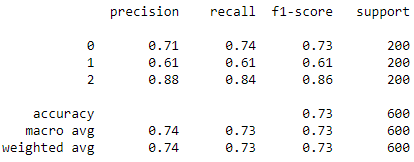 precision recall f1-score support
0 0.71 0.74 0.73 200
1 0.61 0.61 0.61 200
2 0.88 0.84 0.86 200
accuracy 0.73 600
macro avg 0.74 0.73 0.73 600
weighted avg 0.74 0.73 0.73 600